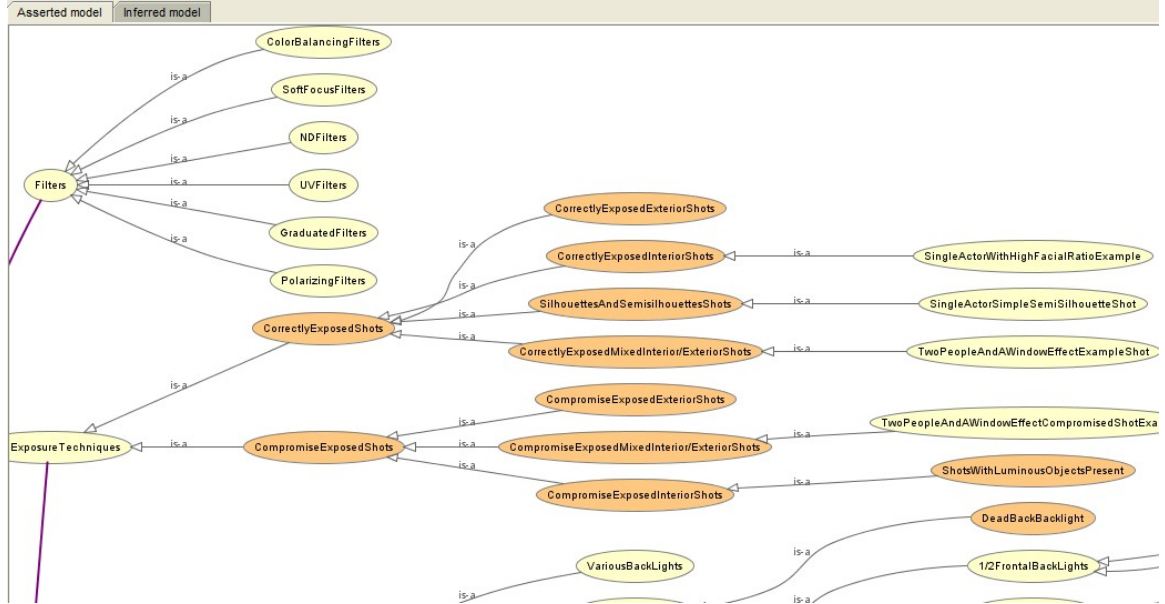 Asserted model Inferred model
ColorBalancingFilters
is-a
SoftFocusFilters
is-a
NDFilters
is-a
Filters
is-a
UVFilters
is-a
GraduatedFilters
is-a
PolarizingFilters
CorrectlyExposedExteriorShots
is-a
CorrectlyExposedInteriorShots
is-a
SingleActorWithHighFacialRatioExample
is-a
SilhouettesAndSemisilhouettesShots
is-a
SingleActorSimpleSemiSilhouetteShot
is-a
CorrectlyExposedShots
is-a
CorrectlyExposedMixedInterior/ExteriorShots
is-a
TwoPeopleAndAWindowEffectExampleShot
is-a
CompromiseExposedExteriorShots
is-a
TwoPeopleAndAWindowEffectCompromisedShotExa
is-a
ExposureTechniques
is-a
CompromiseExposedShots
is-a
CompromiseExposedMixedInterior/ExteriorShots
is-a
ShotsWithLuminousObjectsPresent
is-a
CompromiseExposedInteriorShots
DeadBackBacklight
is-a
VariousBackLights
1/2FrontalBackLights
is-a
is-a